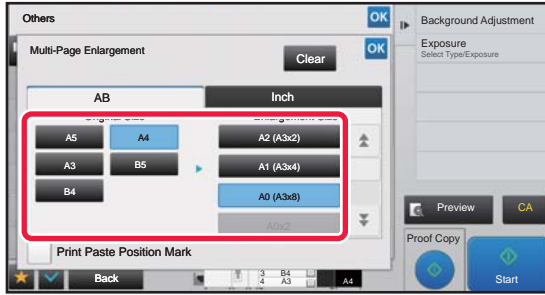 Others
OK
Multi-Page Enlargement
Clear
OK
AB
Inch
Original Size
Enlargement Size
A5
A4
A2 (A3x2)
A3
B5
A1 (A3x4)
B4
A0 (A3x8)
A0x2
Print Paste Position Mark
Back
3 B4
4 A3
A4
Background Adjustment
Exposure
Select Type/Exposure
Preview
CA
Proof Copy
Start